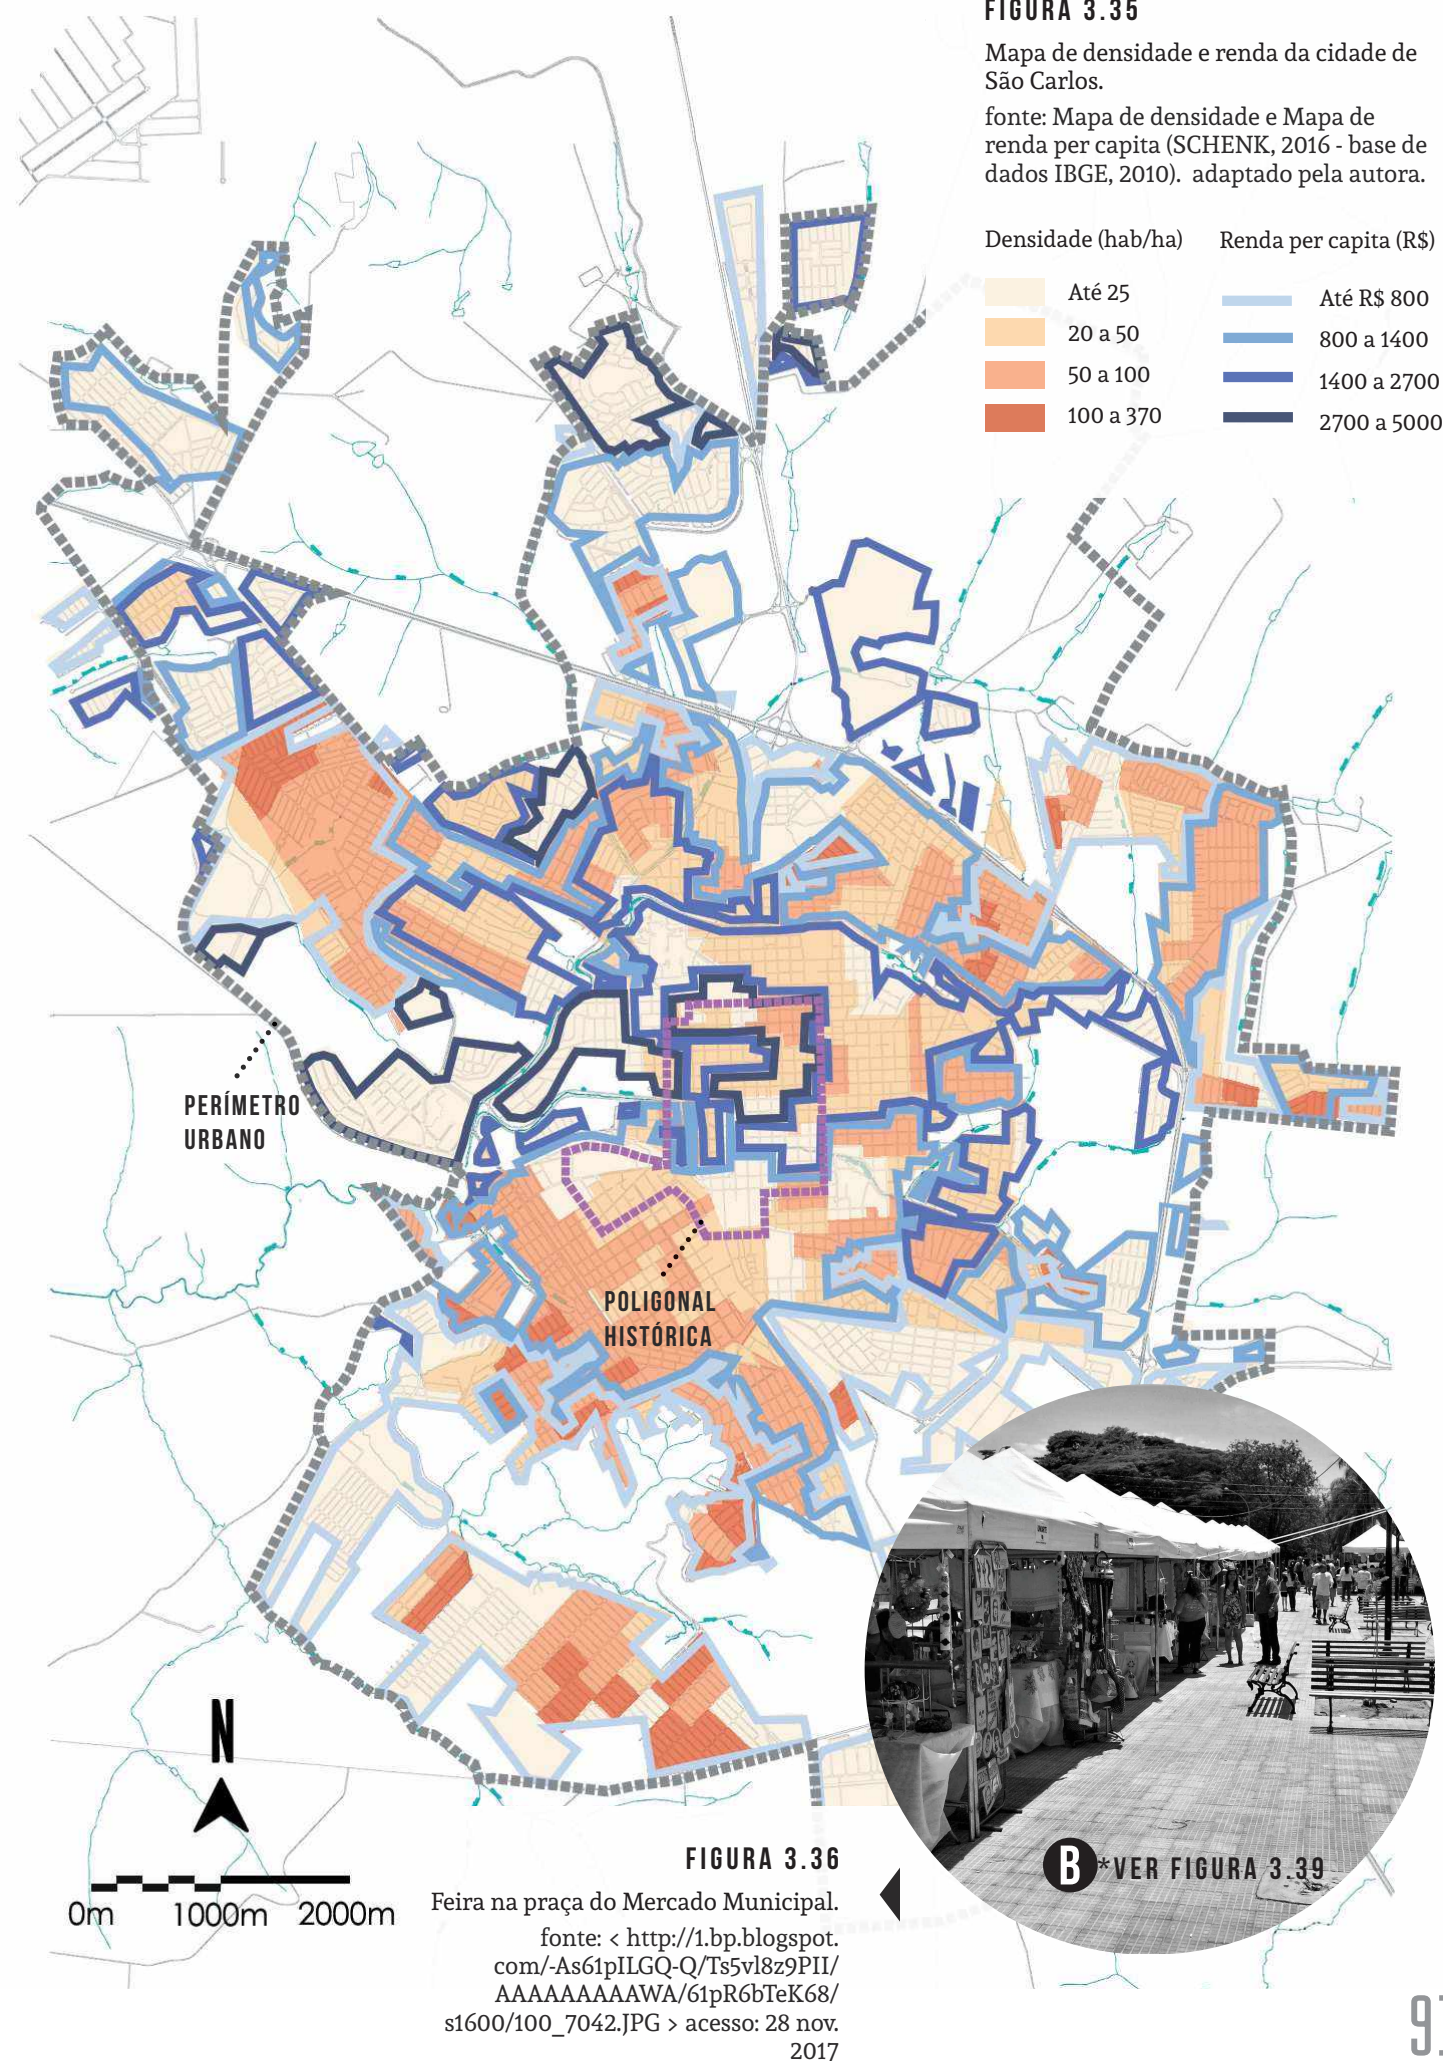 FIGURA 3.35
Mapa de densidade e renda da cidade de
São Carlos.
fonte: Mapa de densidade e Mapa de
renda per capita (SCHENK, 2016 - base de
dados IBGE, 2010). adaptado pela autora.
Densidade (hab/ha)
Até 25
20 a 50
50 a 100
100 a 370
Renda per capita (R$)
Até R$ 800
800 a 1400
1400 a 2700
2700 a 5000
PERÍMETRO
URBANO
POLIGONAL
HISTÓRICA
N
0m 1000m 2000m
FIGURA 3.36
Feira na praça do Mercado Municipal.
fonte: < http://1.bp.blogspot.
com/-As61pILGQ-Q/Ts5vl8z9PII/
AAAAAAAAAWA/61pR6bTeK68/
s1600/100_7042.JPG > acesso: 28 nov.
2017
B *VER FIGURA 3.39